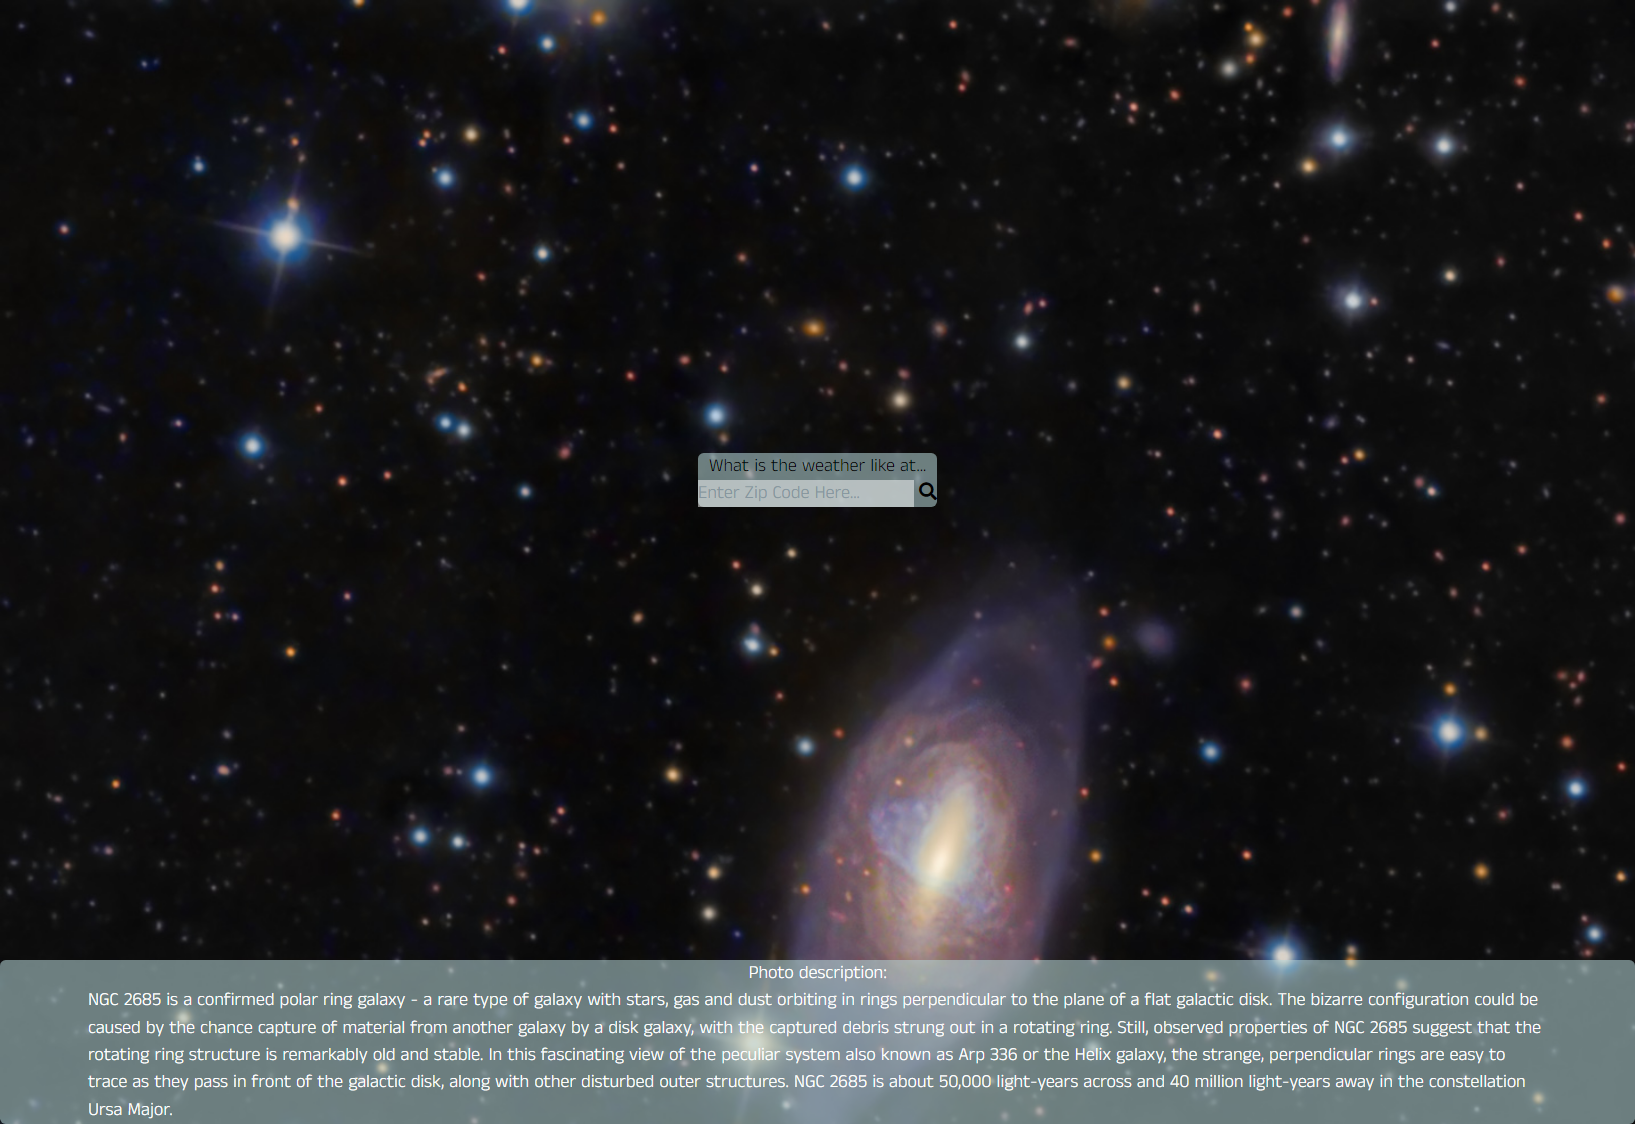 What is the weather like at...
Enter Zip Code Here...
Photo description:
NGC 2685 is a confirmed polar ring galaxy - a rare type of galaxy with stars, gas and dust orbiting in rings perpendicular to the plane of a flat galactic disk. The bizarre configuration could be
caused by the chance capture of material from another galaxy by a disk galaxy, with the captured debris strung out in a rotating ring. Still, observed properties of NGC 2685 suggest that the
rotating ring structure is remarkably old and stable. In this fascinating view of the peculiar system also known as Arp 336 or the Helix galaxy, the strange, perpendicular rings are easy to
trace as they pass in front of the galactic disk, along with other disturbed outer structures. NGC 2685 is about 50,000 light-years across and 40 million light-years away in the constellation
Ursa Major.